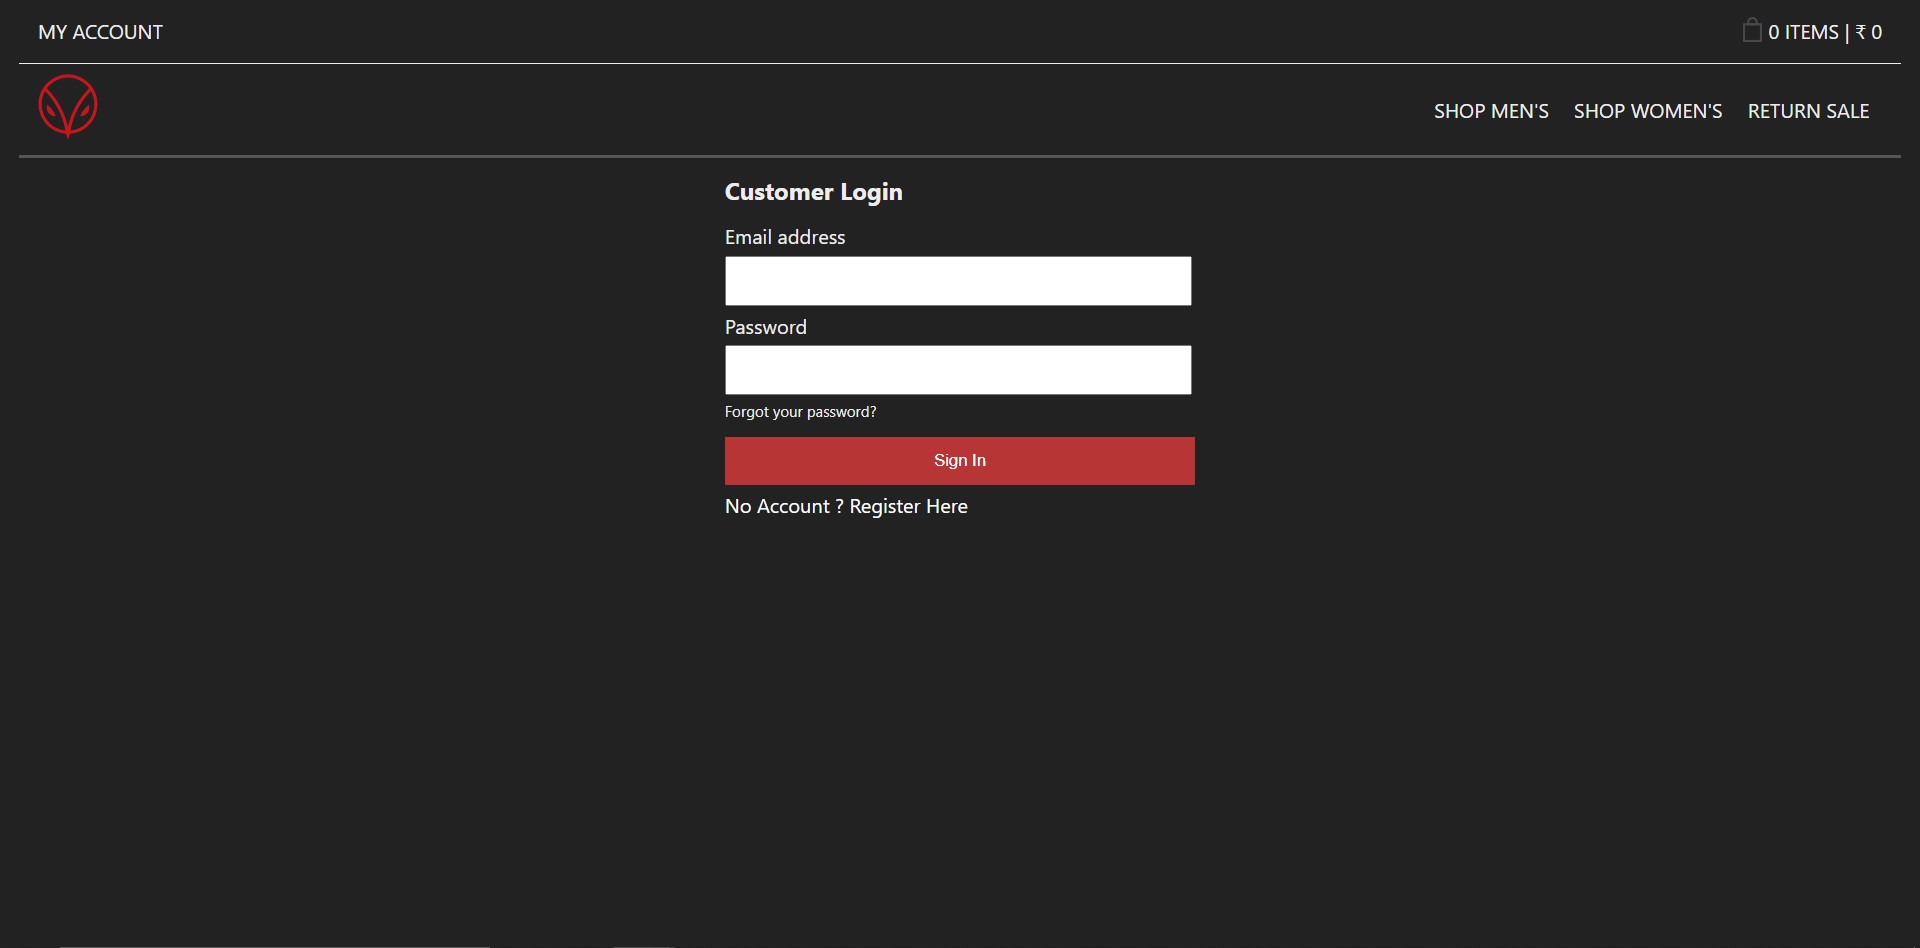 MY ACCOUNT
0 ITEMS | ₹ 0
SHOP MEN'S SHOP WOMEN'S RETURN SALE
Customer Login
Email address
Password
Forgot your password?
Sign In
No Account ? Register Here